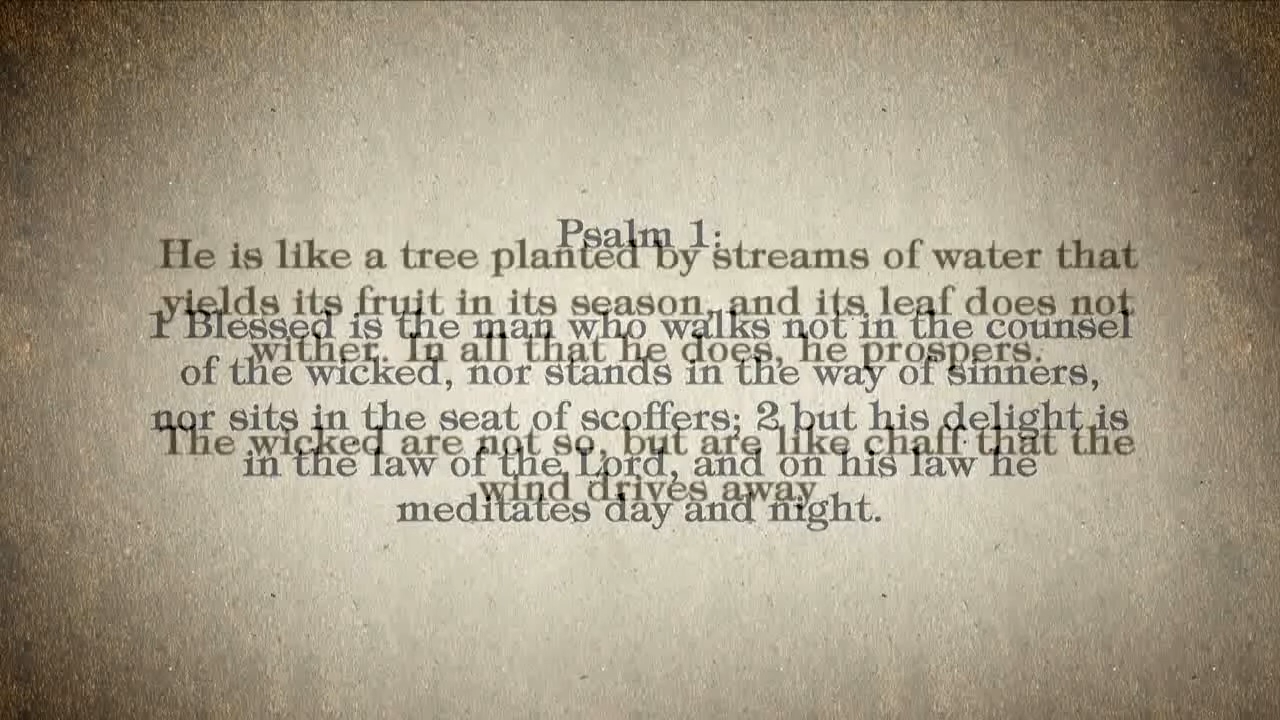 Psalm 1:
1 Blessed is the man who walks not in the counsel
of the wicked, nor stands in the way of sinners,
nor sits in the seat of scoffers; 2 but his delight is
in the law of the Lord, and on his law he
meditates day and night.
He is like a tree planted by streams of water that
yields its fruit in its season, and its leaf does not
wither. In all that he does, he prospers.
The wicked are not so, but are like chaff that the
wind drives away